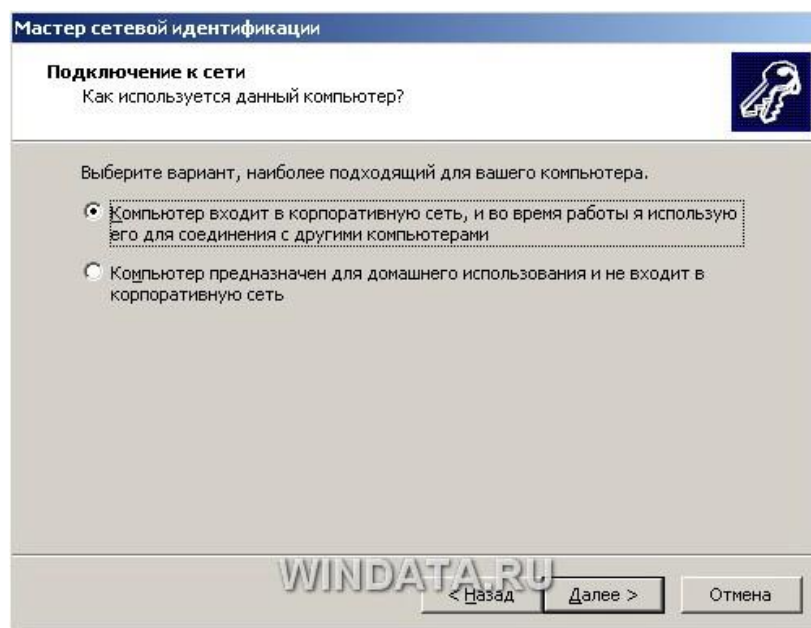 Мастер сетевой идентификации
Подключение к сети
Как используется данный компьютер?
Выберите вариант, наиболее подходящий для вашего компьютера.
Компьютер входит в корпоративную сеть, и во время работы я использую
его для соединения с другими компьютерами
Компьютер предназначен для домашнего использования и не входит в
корпоративную сеть
WINDATA.RU
< Назад
Далее >
Отмена